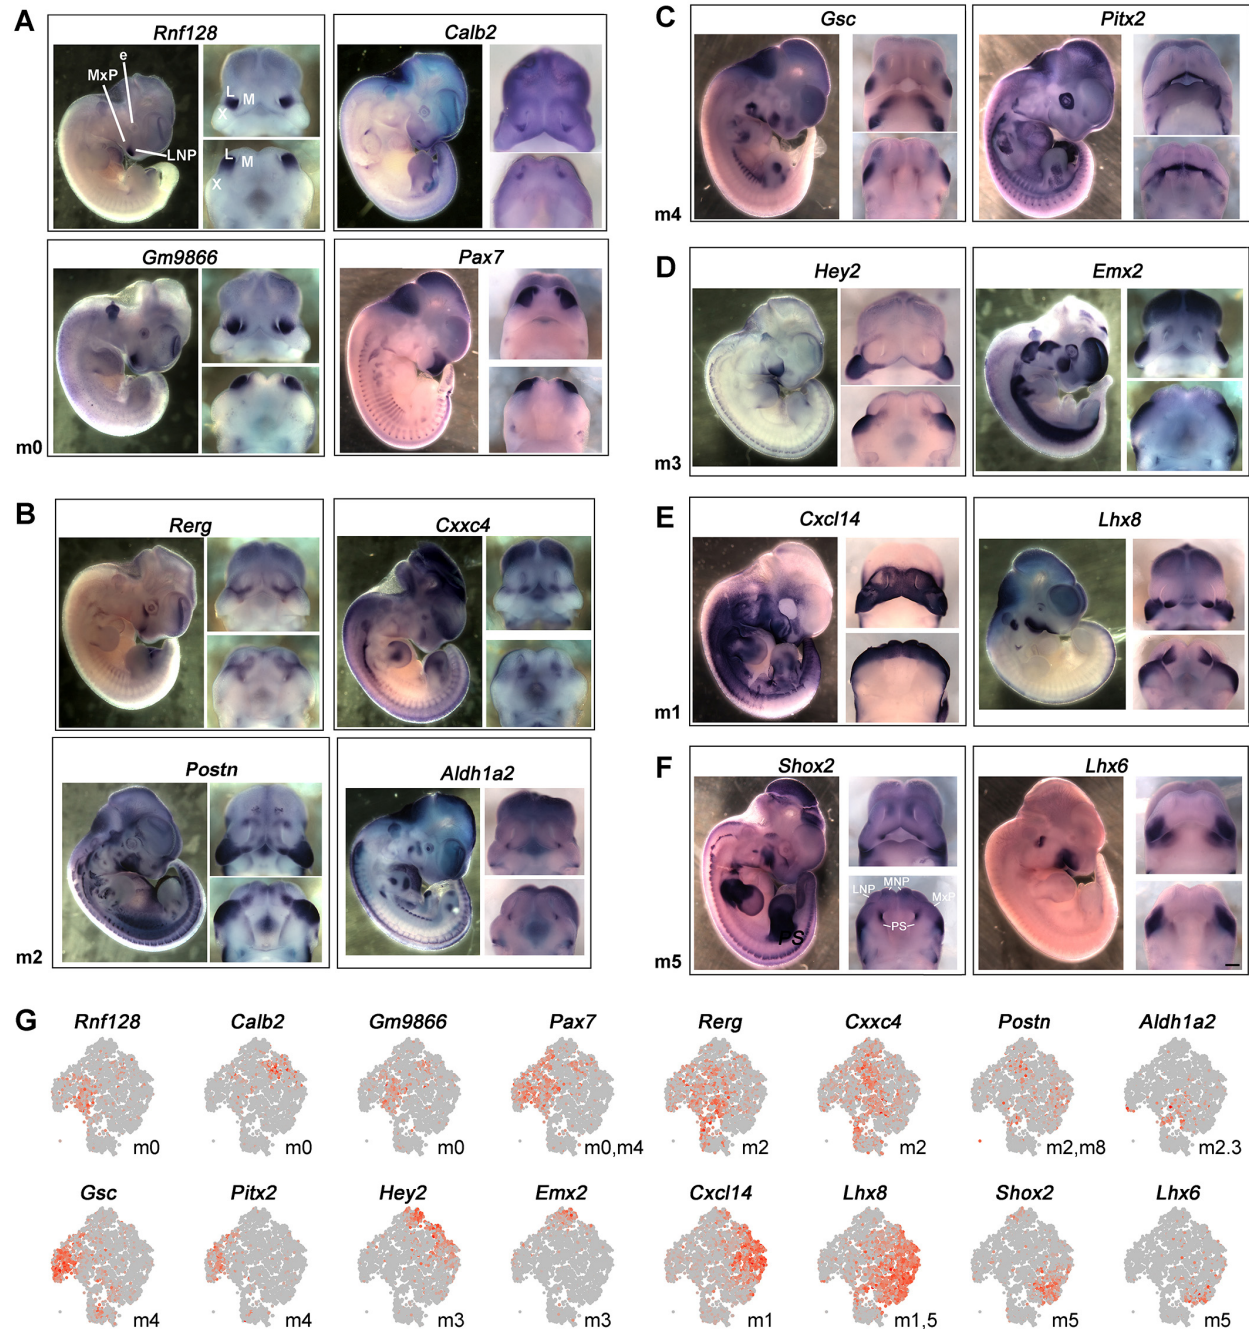 A
Rnf128
Calb2
e
MxP
L
M
X
LNP
L
M
X
Gm9866
Pax7
m0
B
Rerg
Cxxc4
Postn
Aldh1a2
m2
C
Gsc
Pitx2
m4
D
Hey2
Emx2
m3
E
Cxcl14
Lhx8
m1
F
Shox2
Lhx6
LNP MNP MxP
PS
PS
m5
G
Rnf128 Calb2 Gm9866 Pax7 Rerg Cxxc4 Postn Aldh1a2
m0 m0 m0 m0,m4 m2 m2 m2,m8 m2.3
Gsc Pitx2 Hey2 Emx2 Cxcl14 Lhx8 Shox2 Lhx6
m4 m4 m3 m3 m1 m1,5 m5 m5